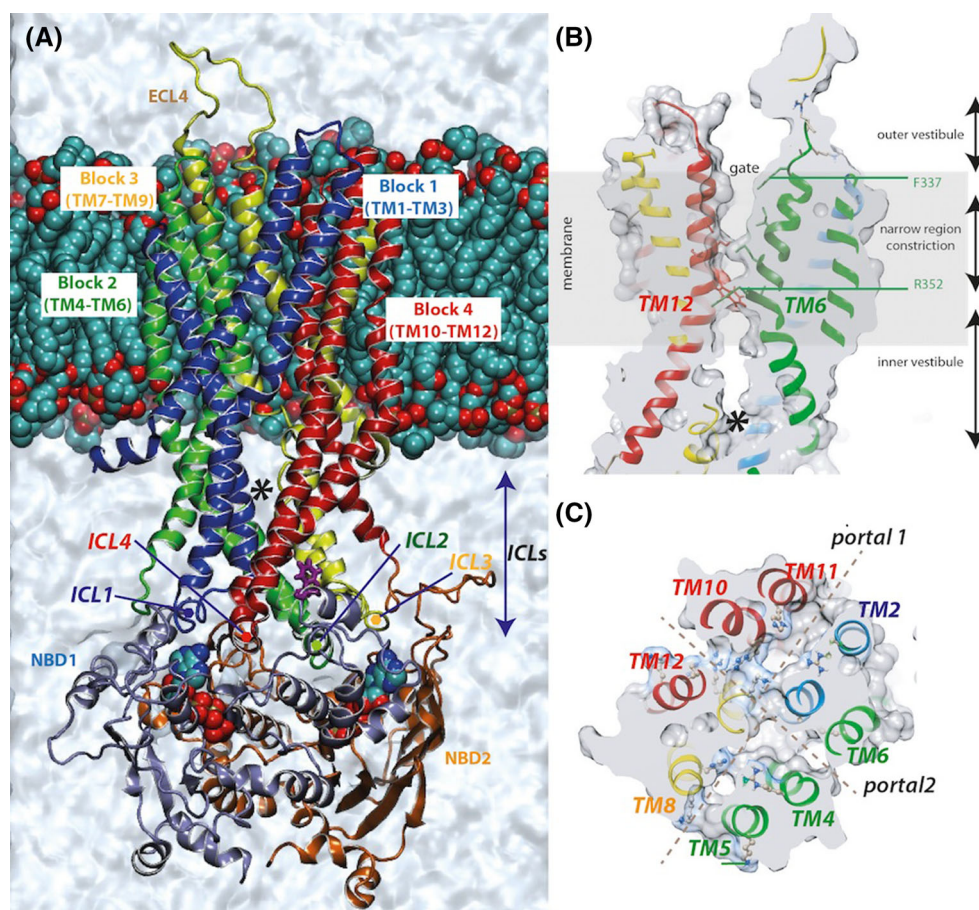 (A)
ECL4
Block 3
(TM7-TM9)
Block 1
(TM1-TM3)
Block 2
(TM4-TM6)
Block 4
(TM10-TM12)
*
ICL4
ICL2
ICL3
ICLs
ICL1
NBD1
NBD2
(B)
outer vestibule
gate
F337
membrane
narrow region
constriction
R352
TM12
TM6
inner vestibule
*
(C)
portal 1
TM11
TM10
TM2
TM12
TM6
portal2
TM8
TM4
TM5